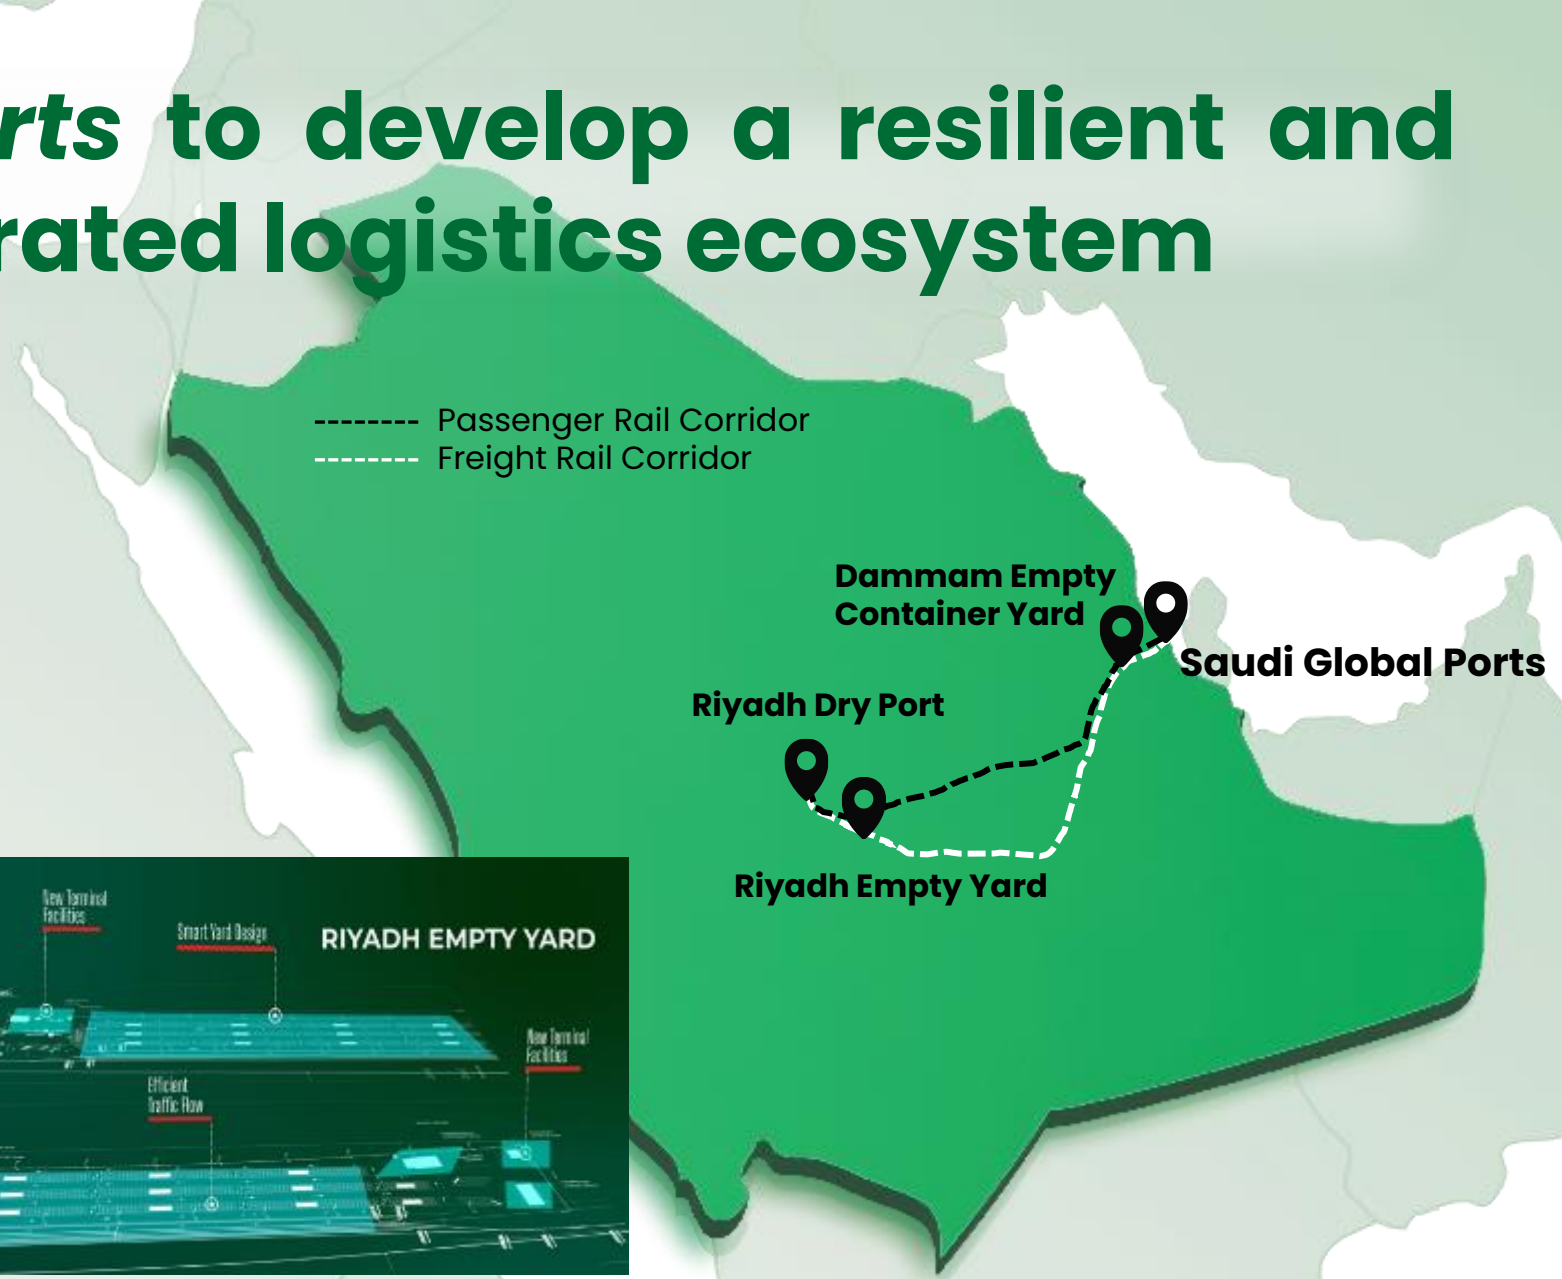 rts to develop a resilient and
rated logistics ecosystem
Passenger Rail Corridor
Freight Rail Corridor
Dammam Empty
Container Yard
Saudi Global Ports
Riyadh Dry Port
Riyadh Empty Yard
New Terminal
Facilities
Smart Yard Design
RIYADH EMPTY YARD
New Terminal
Facilities
Efficient
Traffic Flow